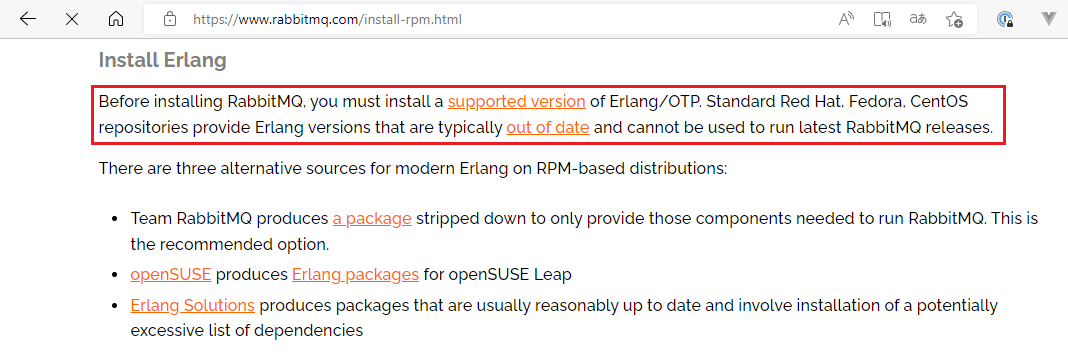 https://www.rabbitmq.com/install-rpm.html
Install Erlang
Before installing RabbitMQ, you must install a supported version of Erlang/OTP. Standard Red Hat, Fedora, CentOS
repositories provide Erlang versions that are typically out of date and cannot be used to run latest RabbitMQ releases.
There are three alternative sources for modern Erlang on RPM-based distributions:
• Team RabbitMQ produces a package stripped down to only provide those components needed to run RabbitMQ. This is
the recommended option.
• openSUSE produces Erlang packages for openSUSE Leap
• Erlang Solutions produces packages that are usually reasonably up to date and involve installation of a potentially
excessive list of dependencies